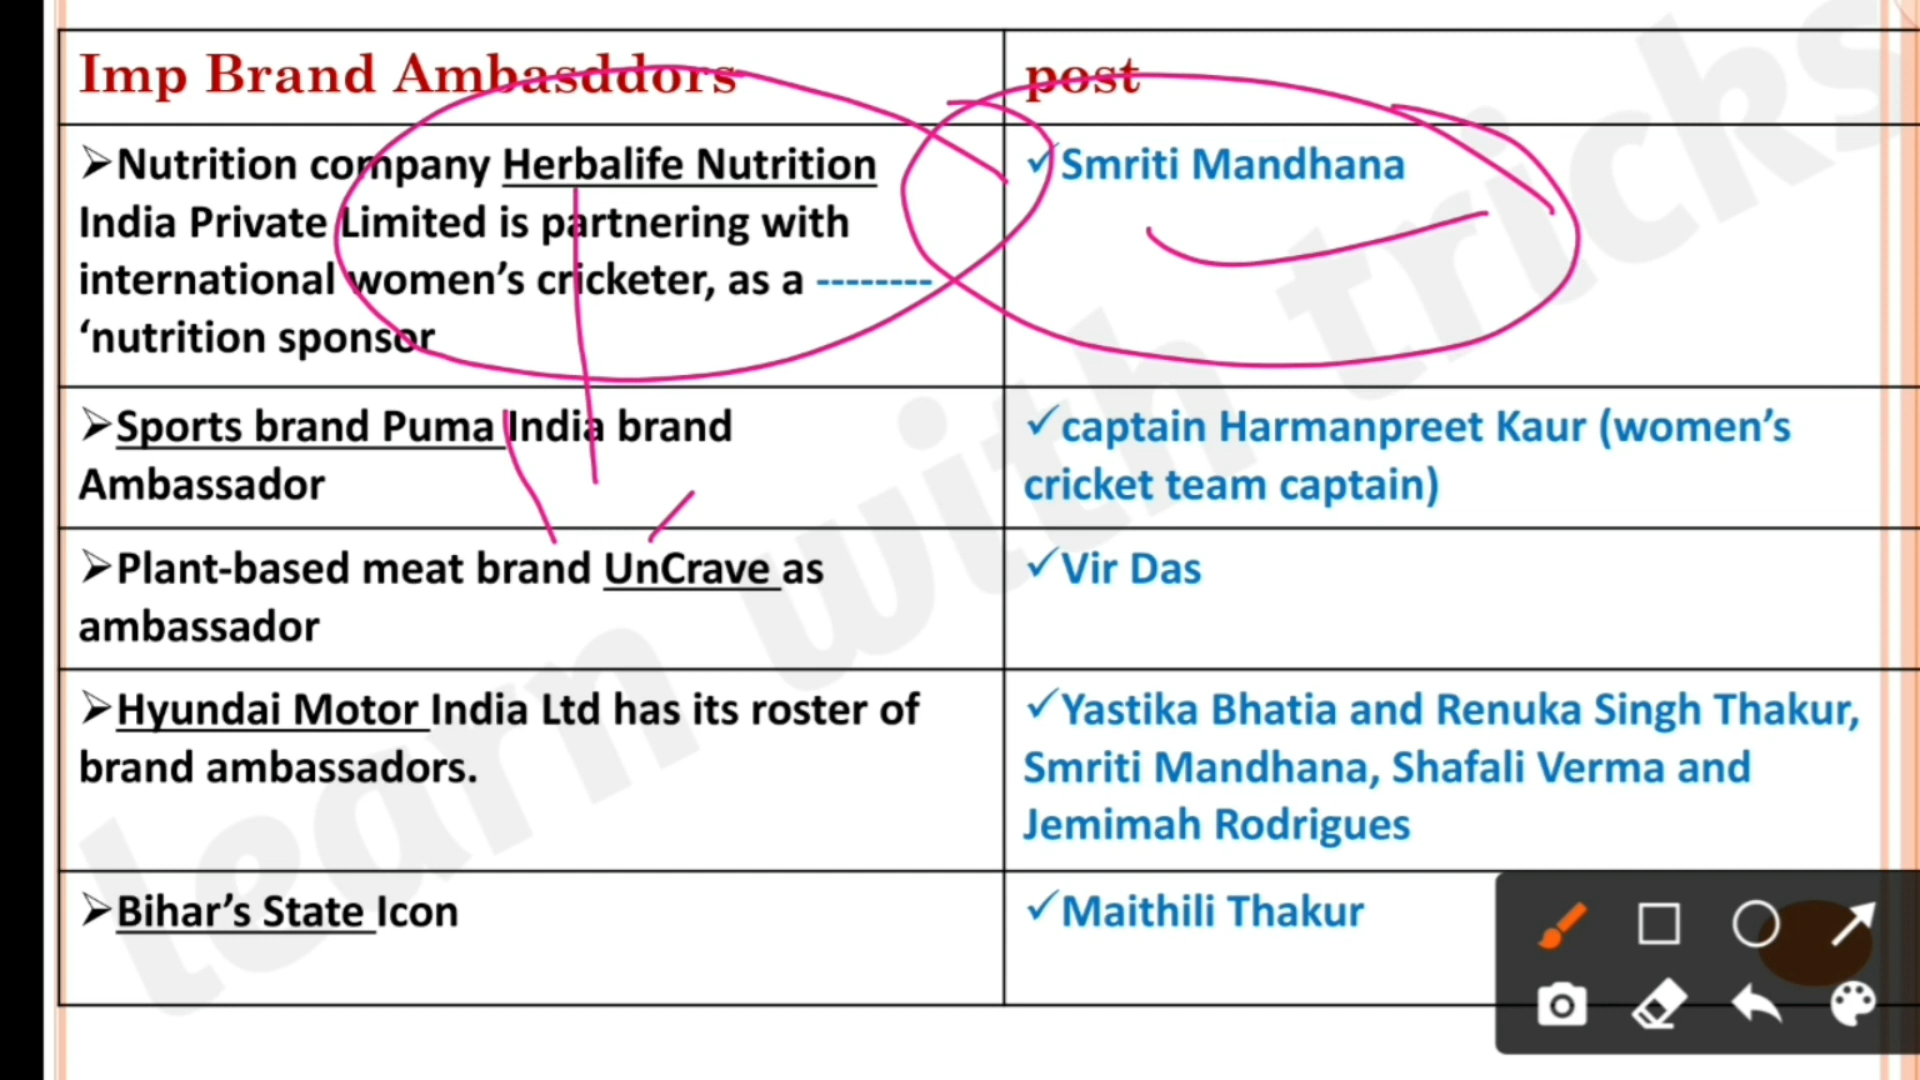 Imp Brand Ambasddors
post
➢Nutrition company Herbalife Nutrition
India Private Limited is partnering with
international women’s cricketer, as a --------
‘nutrition sponsor
✓Smriti Mandhana
➢Sports brand Puma India brand
Ambassador
✓captain Harmanpreet Kaur (women’s
cricket team captain)
➢Plant-based meat brand UnCrave as
ambassador
✓Vir Das
➢Hyundai Motor India Ltd has its roster of
brand ambassadors.
✓Yastika Bhatia and Renuka Singh Thakur,
Smriti Mandhana, Shafali Verma and
Jemimah Rodrigues
➢Bihar’s State Icon
✓Maithili Thakur
learn with tricks